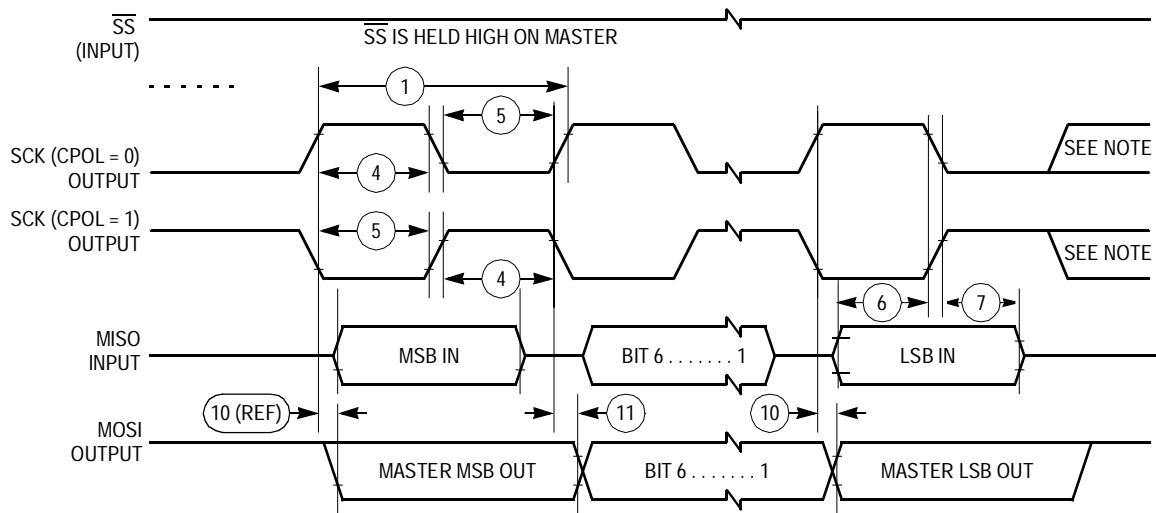 SS
(INPUT)
SS IS HELD HIGH ON MASTER
1
5
SCK (CPOL = 0)
OUTPUT
4
SEE NOTE
SCK (CPOL = 1)
OUTPUT
5
SEE NOTE
4
6
7
MISO
INPUT
MSB IN
BIT 6 . . . . . . . 1
LSB IN
10 (REF)
11
10
MOSI
OUTPUT
MASTER MSB OUT
BIT 6 . . . . . . . 1
MASTER LSB OUT